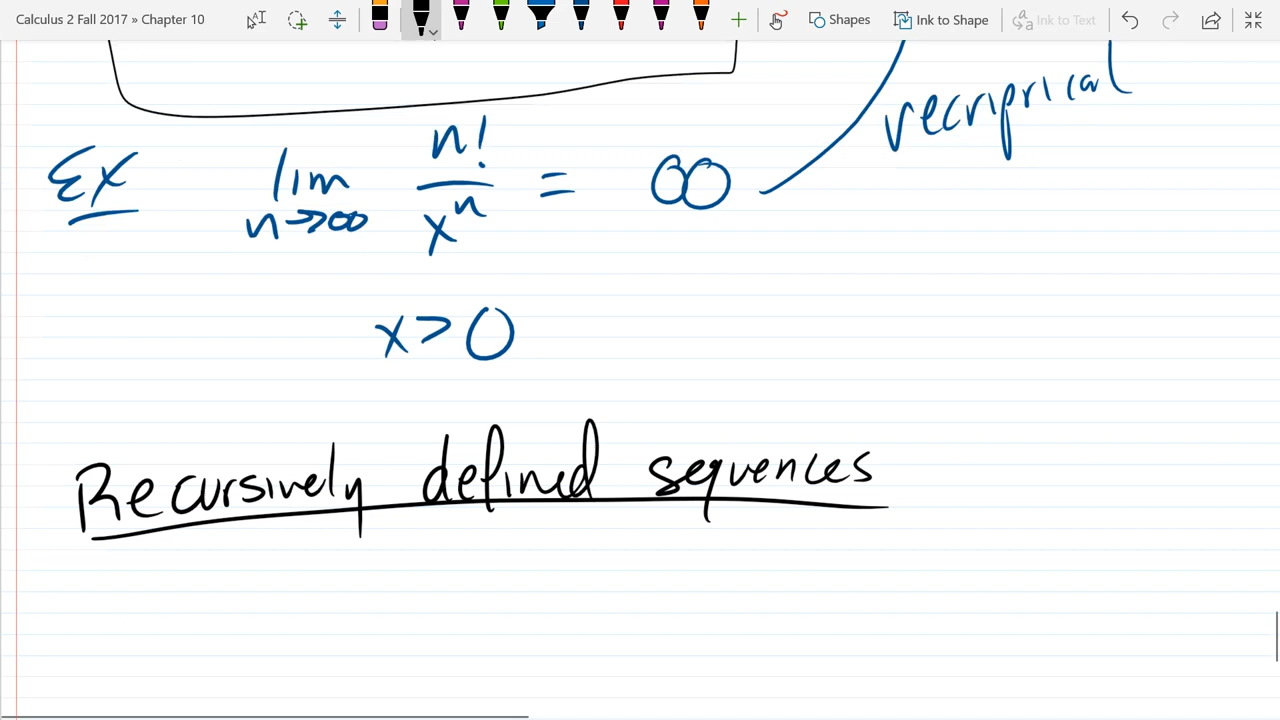 Calculus 2 Fall 2017 » Chapter 10
Shapes
Ink to Shape
Ink to Text
recriprical
Ex lim n→∞ n!/x^n = ∞
x > 0
Recursively defined sequences